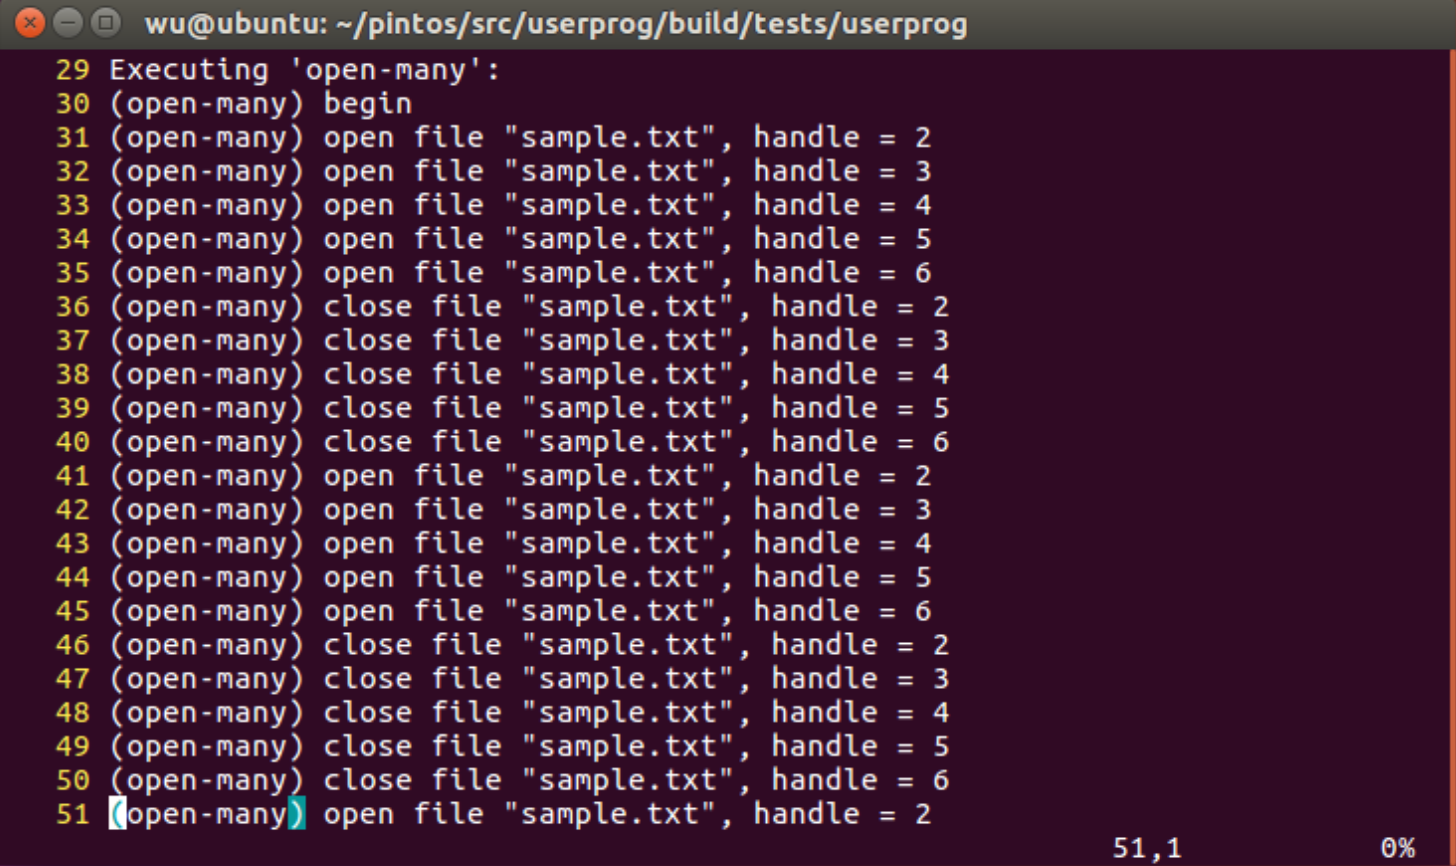 wu@ubuntu: ~/pintos/src/userprog/build/tests/userprog
29 Executing 'open-many':
30 (open-many) begin
31 (open-many) open file "sample.txt", handle = 2
32 (open-many) open file "sample.txt", handle = 3
33 (open-many) open file "sample.txt", handle = 4
34 (open-many) open file "sample.txt", handle = 5
35 (open-many) open file "sample.txt", handle = 6
36 (open-many) close file "sample.txt", handle = 2
37 (open-many) close file "sample.txt", handle = 3
38 (open-many) close file "sample.txt", handle = 4
39 (open-many) close file "sample.txt", handle = 5
40 (open-many) close file "sample.txt", handle = 6
41 (open-many) open file "sample.txt", handle = 2
42 (open-many) open file "sample.txt", handle = 3
43 (open-many) open file "sample.txt", handle = 4
44 (open-many) open file "sample.txt", handle = 5
45 (open-many) open file "sample.txt", handle = 6
46 (open-many) close file "sample.txt", handle = 2
47 (open-many) close file "sample.txt", handle = 3
48 (open-many) close file "sample.txt", handle = 4
49 (open-many) close file "sample.txt", handle = 5
50 (open-many) close file "sample.txt", handle = 6
51 (open-many) open file "sample.txt", handle = 2
51,1 0%